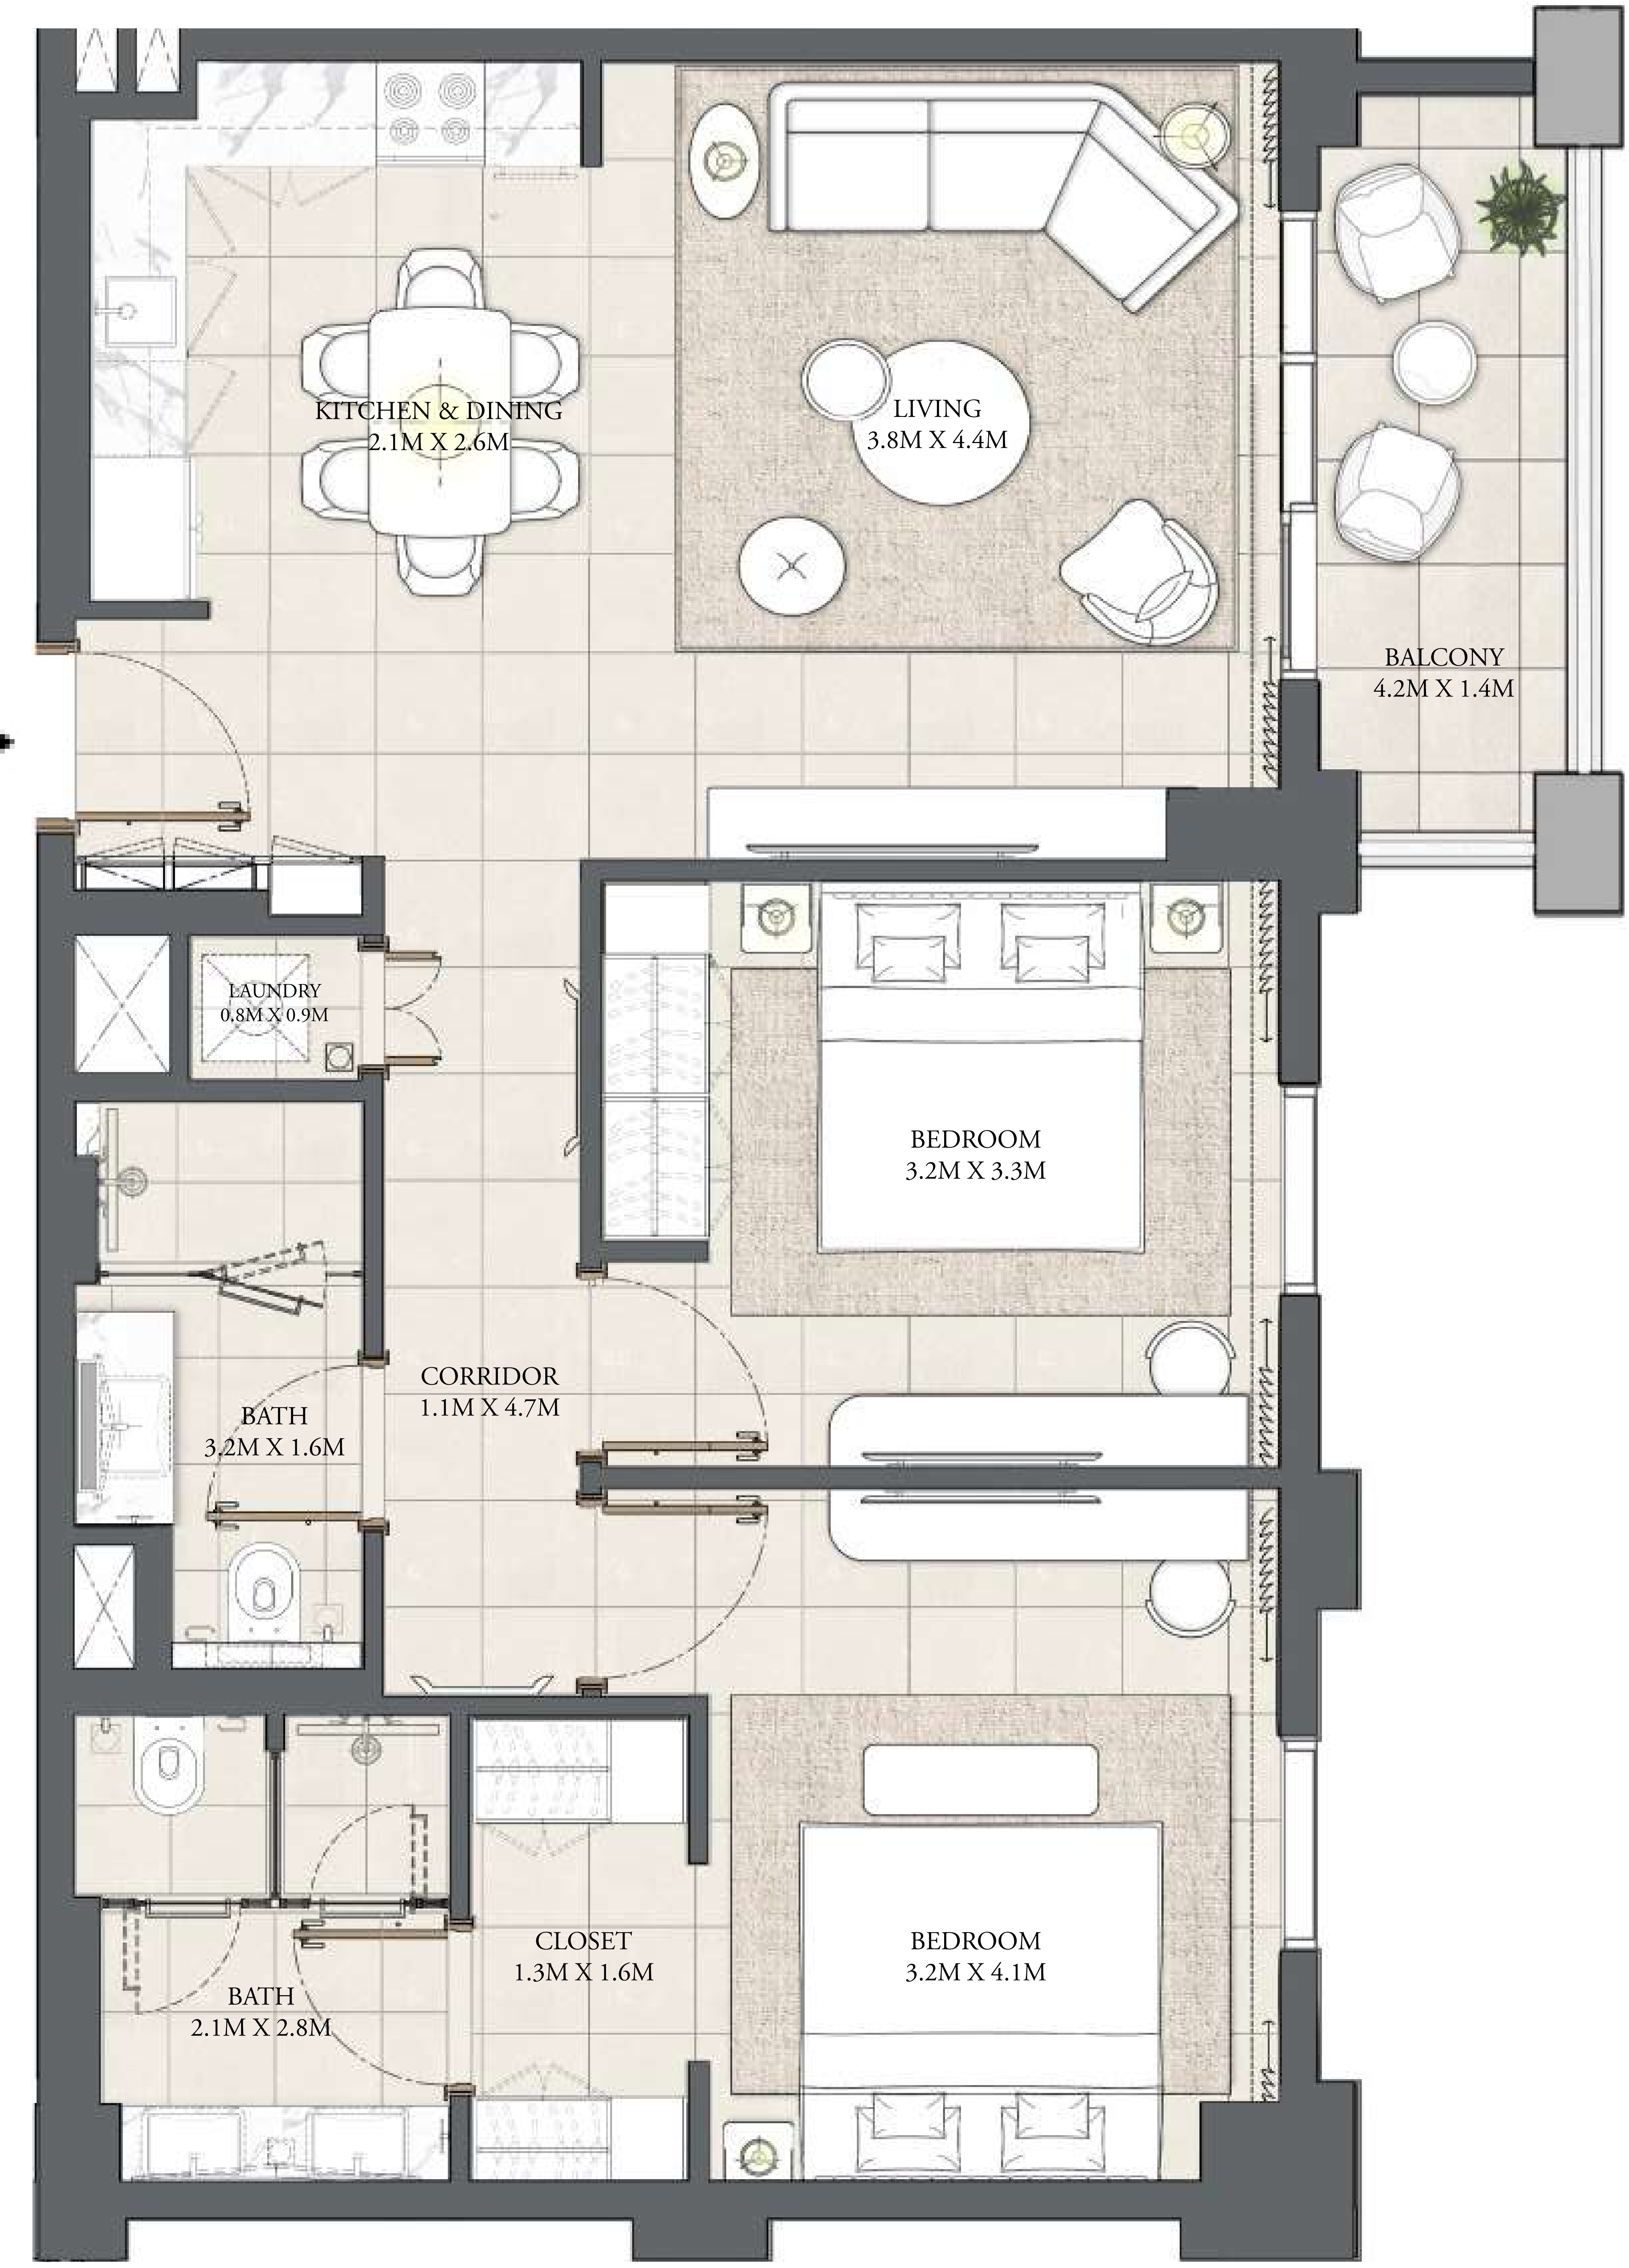 KITCHEN & DINING
2.1M X 2.6M
LIVING
3.8M X 4.4M
BALCONY
4.2M X 1.4M
LAUNDRY
0.8M X 0.9M
BEDROOM
3.2M X 3.3M
CORRIDOR
1.1M X 4.7M
BATH
3.2M X 1.6M
CLOSET
1.3M X 1.6M
BEDROOM
3.2M X 4.1M
BATH
2.1M X 2.8M